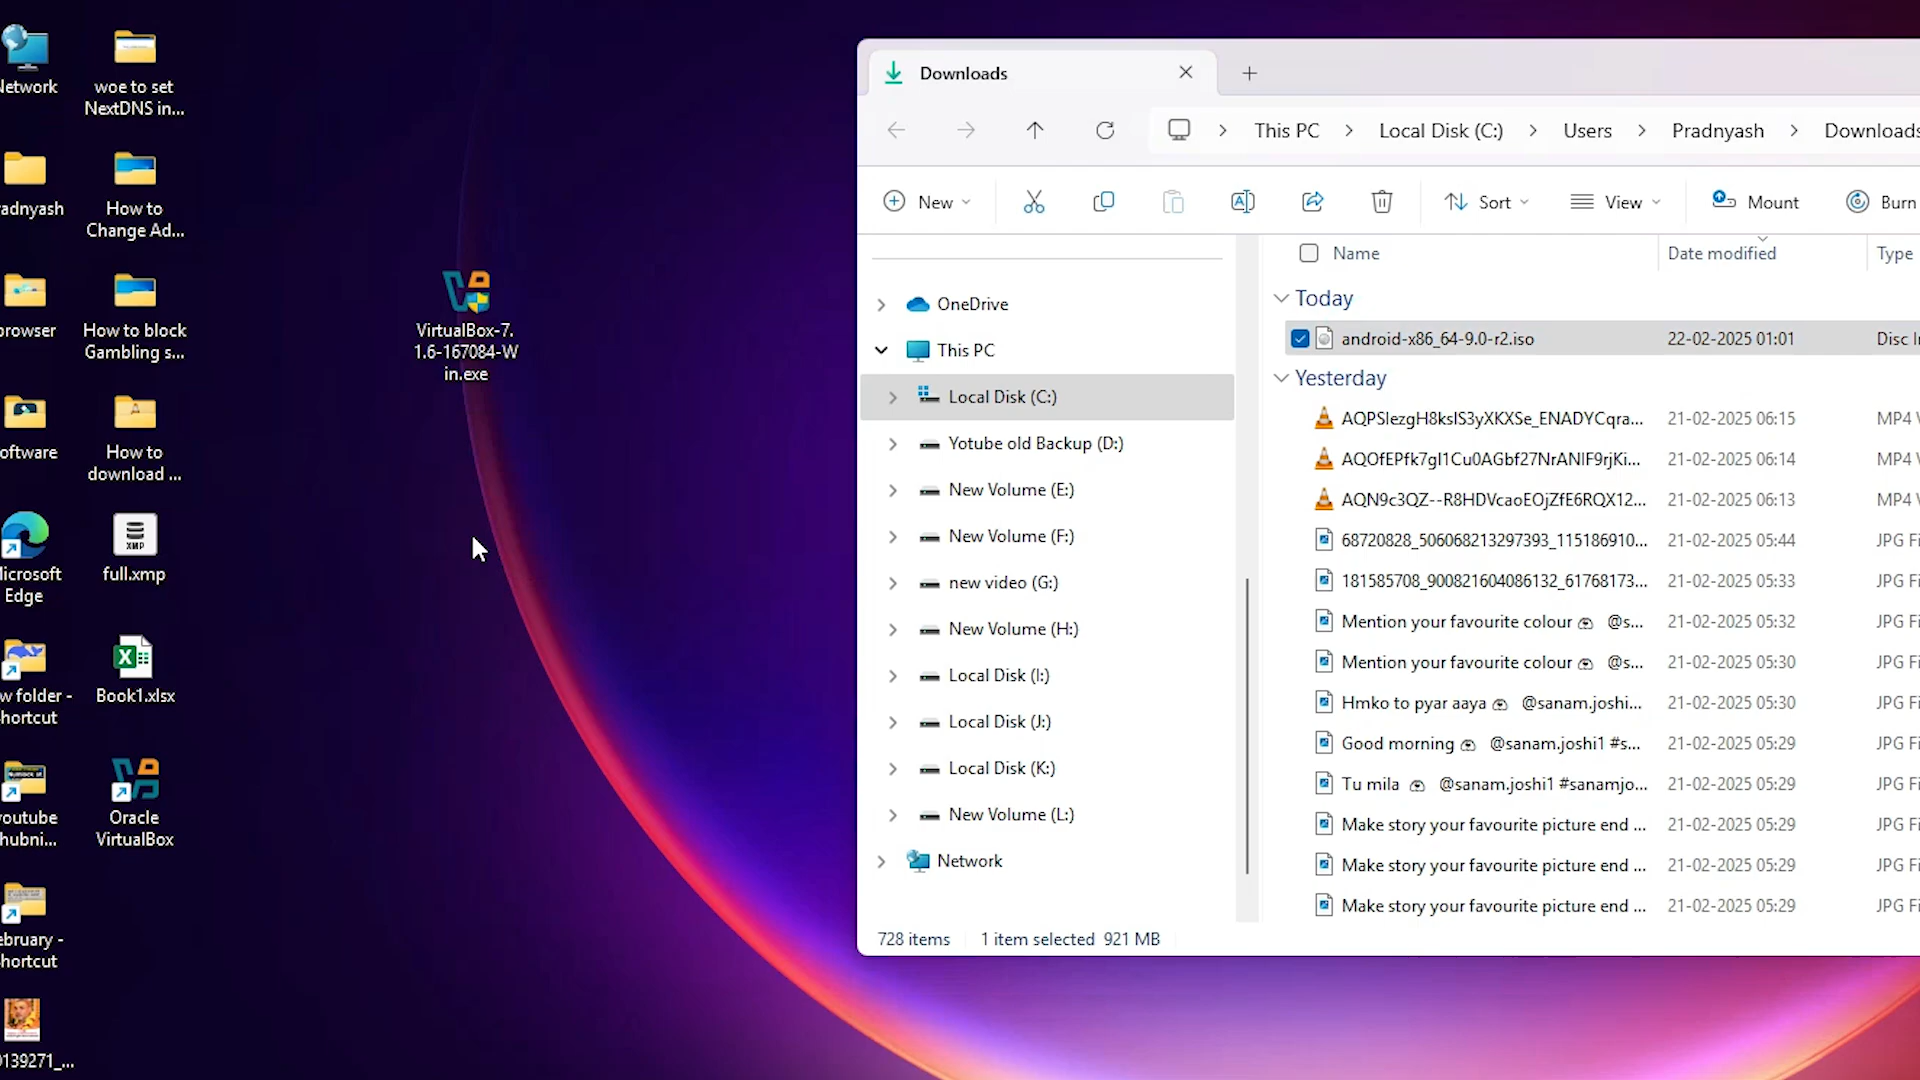 Network
woe to set
NextDNS in...
radnyash
How to
Change Ad...
browser
How to block
Gambling s...
oftware
How to
download ...
XMP
full.xmp
Microsoft
Edge
w folder -
hortcut
Book1.xlsx
youtube
hubni...
Oracle
VirtualBox
ebruary -
hortcut
139271_...
VirtualBox-7.
1.6-167084-W
in.exe
Downloads
This PC
Local Disk (C:)
Users
Pradnyash
Downloads
New
Sort
View
Mount
Burn
OneDrive
This PC
Local Disk (C:)
Yotube old Backup (D:)
New Volume (E:)
New Volume (F:)
new video (G:)
New Volume (H:)
Local Disk (I:)
Local Disk (J:)
Local Disk (K:)
New Volume (L:)
Network
Name Date modified Type
Today
android-x86_64-9.0-r2.iso 22-02-2025 01:01 Disc I
Yesterday
AQPSlezgH8kslS3yXKXSe_ENADYCqra... 21-02-2025 06:15 MP4 V
AQOfEPfk7gI1Cu0AGbf27NrANIF9rjKi... 21-02-2025 06:14 MP4 V
AQN9c3QZ--R8HDVcaoEOjZfE6RQX12... 21-02-2025 06:13 MP4 V
68720828_506068213297393_115186910... 21-02-2025 05:44 JPG Fi
181585708_900821604086132_61768173... 21-02-2025 05:33 JPG Fi
Mention your favourite colour @s... 21-02-2025 05:32 JPG Fi
Mention your favourite colour @s... 21-02-2025 05:30 JPG Fi
Hmko to pyar aaya @sanam.joshi... 21-02-2025 05:30 JPG Fi
Good morning @sanam.joshi1 #s... 21-02-2025 05:29 JPG Fi
Tu mila @sanam.joshi1 #sanamjo... 21-02-2025 05:29 JPG Fi
Make story your favourite picture end ... 21-02-2025 05:29 JPG Fi
Make story your favourite picture end ... 21-02-2025 05:29 JPG Fi
Make story your favourite picture end ... 21-02-2025 05:29 JPG Fi
728 items 1 item selected 921 MB